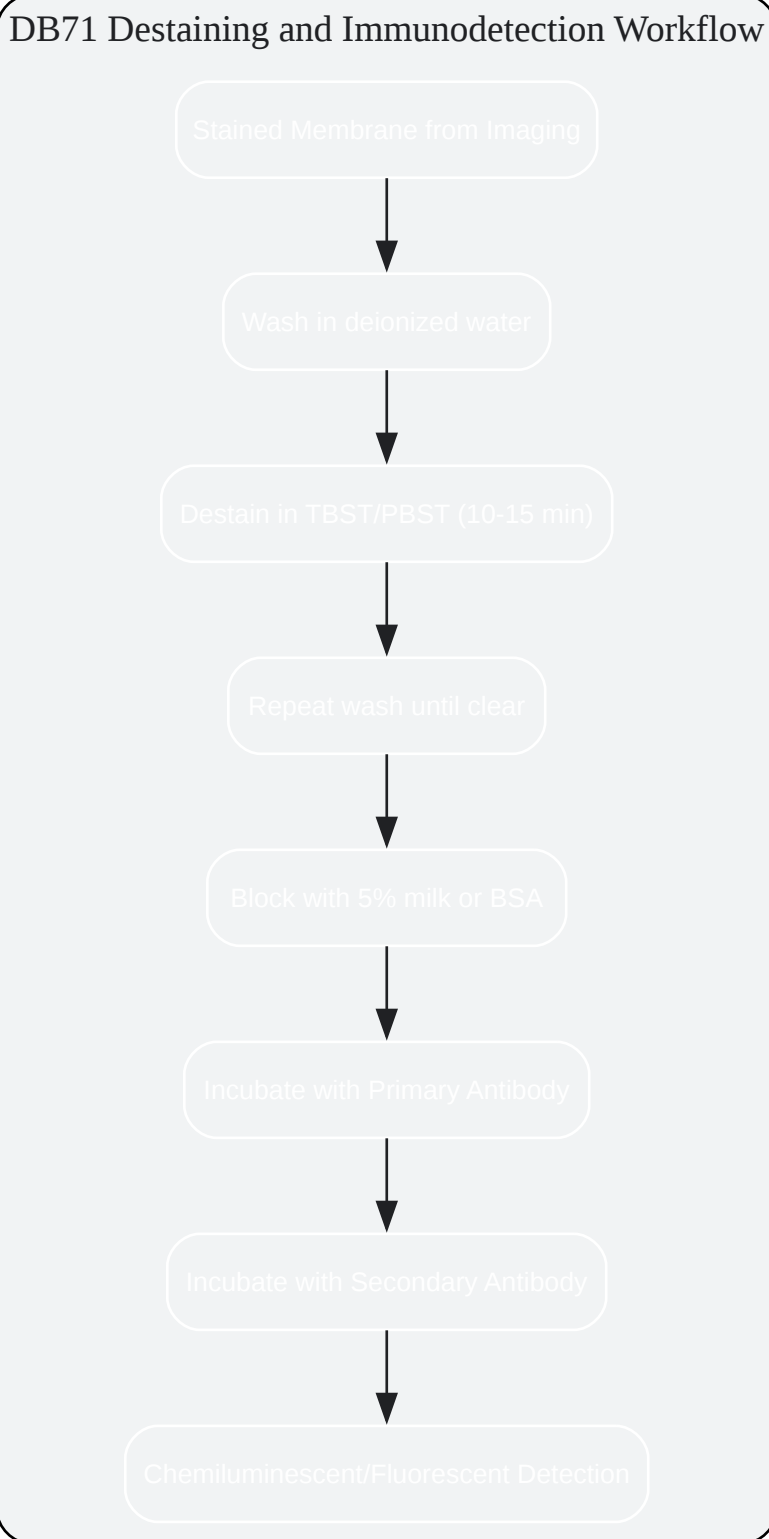 DB71 Destaining and Immunodetection Workflow
Stained Membrane from Imaging
Wash in deionized water
Destain in TBST/PBST (10-15 min)
Repeat wash until clear
Block with 5% milk or BSA
Incubate with Primary Antibody
Incubate with Secondary Antibody
Chemiluminescent/Fluorescent Detection